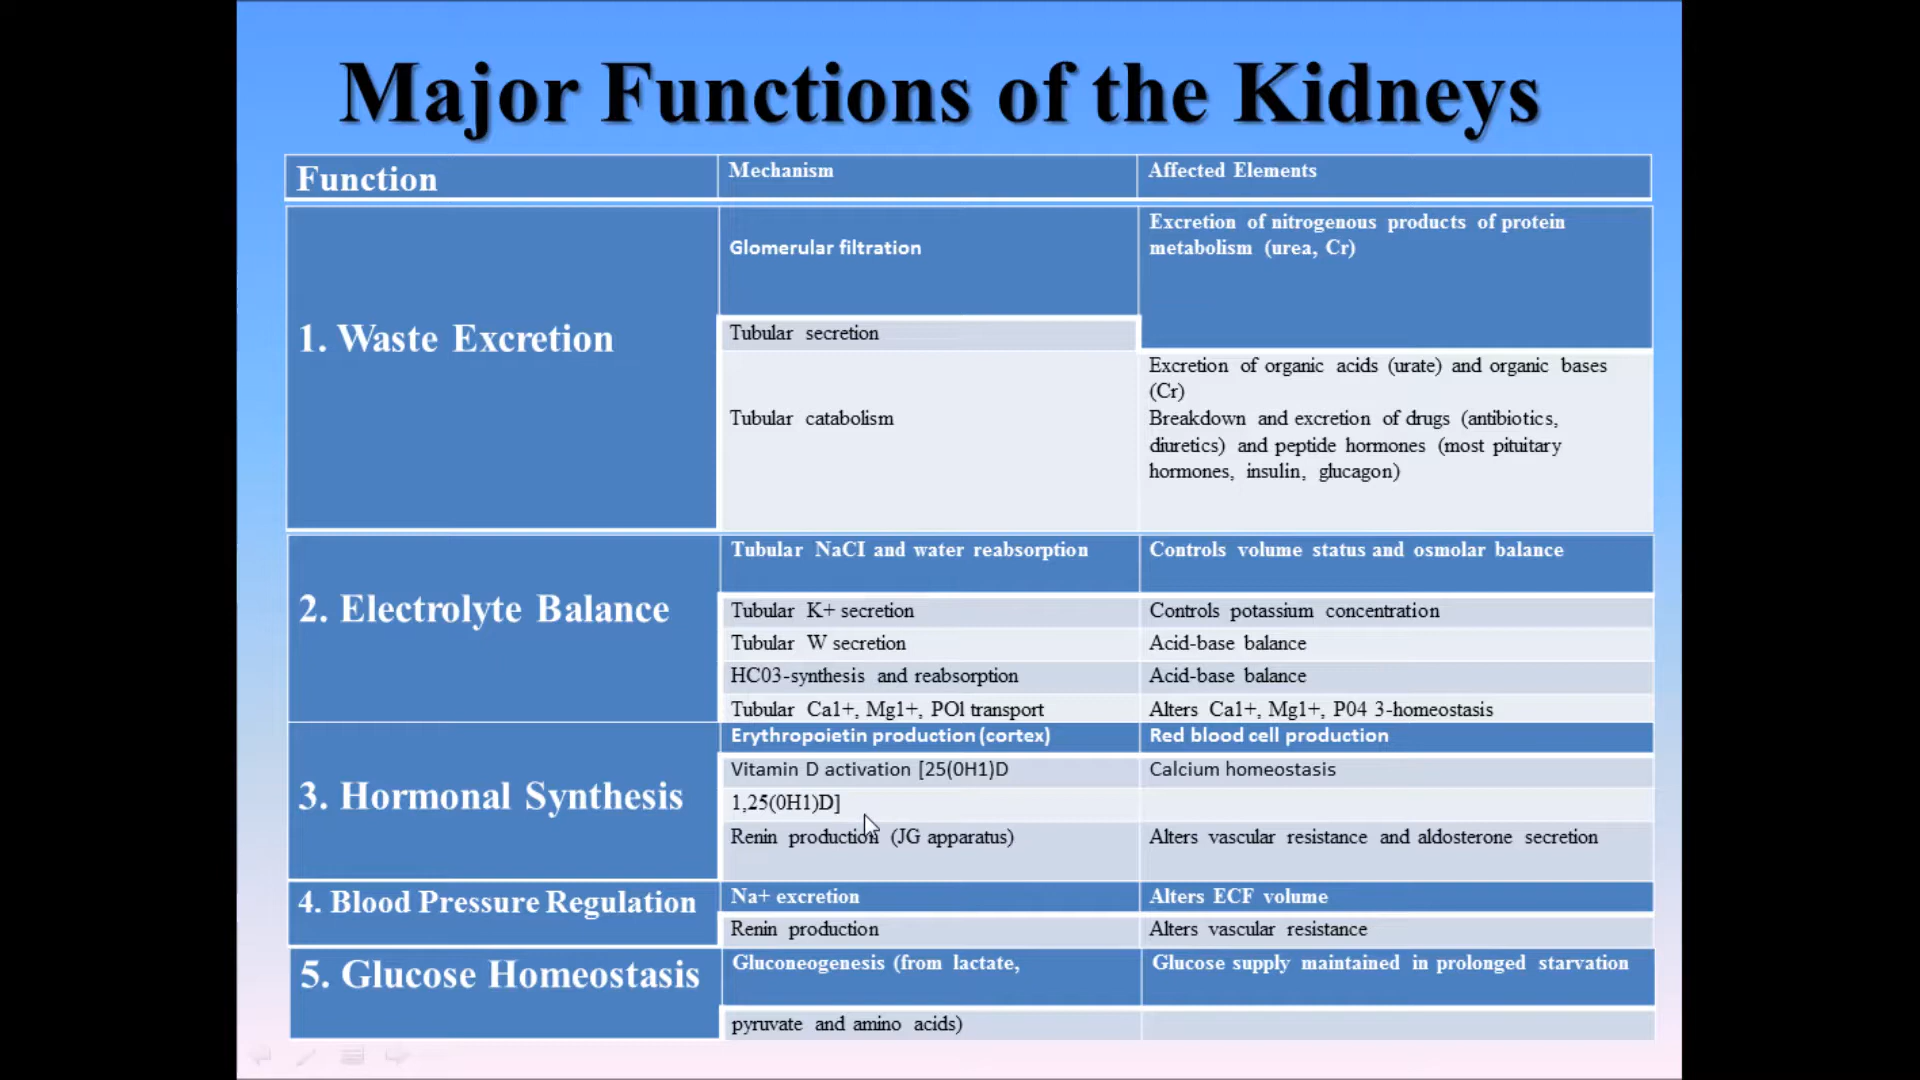 Major Functions of the Kidneys
Function
Mechanism
Affected Elements
1. Waste Excretion
Glomerular filtration
Excretion of nitrogenous products of protein
metabolism (urea, Cr)
Tubular secretion
Excretion of organic acids (urate) and organic bases
(Cr)
Tubular catabolism
Breakdown and excretion of drugs (antibiotics,
diuretics) and peptide hormones (most pituitary
hormones, insulin, glucagon)
2. Electrolyte Balance
Tubular NaCI and water reabsorption
Controls volume status and osmolar balance
Tubular K+ secretion
Controls potassium concentration
Tubular W secretion
Acid-base balance
HC03-synthesis and reabsorption
Acid-base balance
Tubular Ca1+, Mg1+, POl transport
Alters Ca1+, Mg1+, P04 3-homeostasis
3. Hormonal Synthesis
Erythropoietin production (cortex)
Red blood cell production
Vitamin D activation [25(0H1)D
Calcium homeostasis
1,25(0H1)D]
Renin production (JG apparatus)
Alters vascular resistance and aldosterone secretion
4. Blood Pressure Regulation
Na+ excretion
Alters ECF volume
Renin production
Alters vascular resistance
5. Glucose Homeostasis
Gluconeogenesis (from lactate,
Glucose supply maintained in prolonged starvation
pyruvate and amino acids)